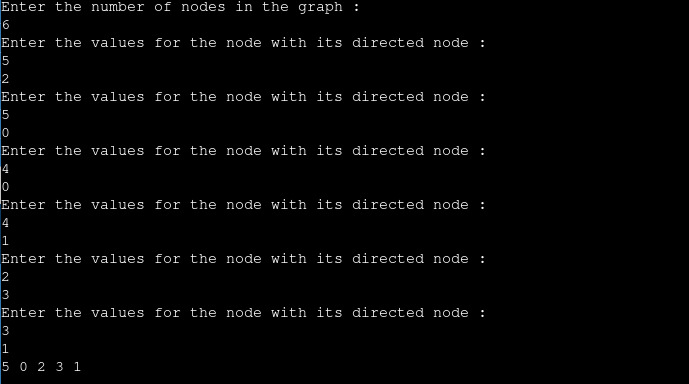 Enter the number of nodes in the graph :
6
Enter the values for the node with its directed node :
5
2
Enter the values for the node with its directed node :
5
0
Enter the values for the node with its directed node :
4
0
Enter the values for the node with its directed node :
4
1
Enter the values for the node with its directed node :
2
3
Enter the values for the node with its directed node :
3
1
5 0 2 3 1